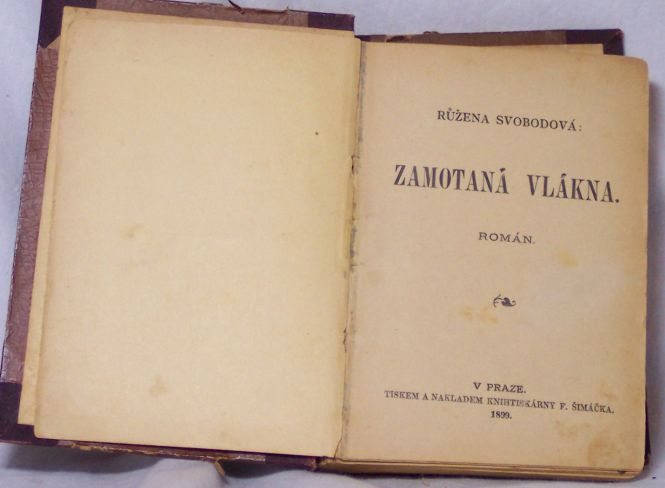 RŮŽENA SVOBODOVÁ:
ZAMOTANÁ VLÁKNA.
ROMÁN.
V PRAZE.
TISKEM A NAKLADEM KNIHTISKÁRNY F. ŠIMÁČKA.
1899.